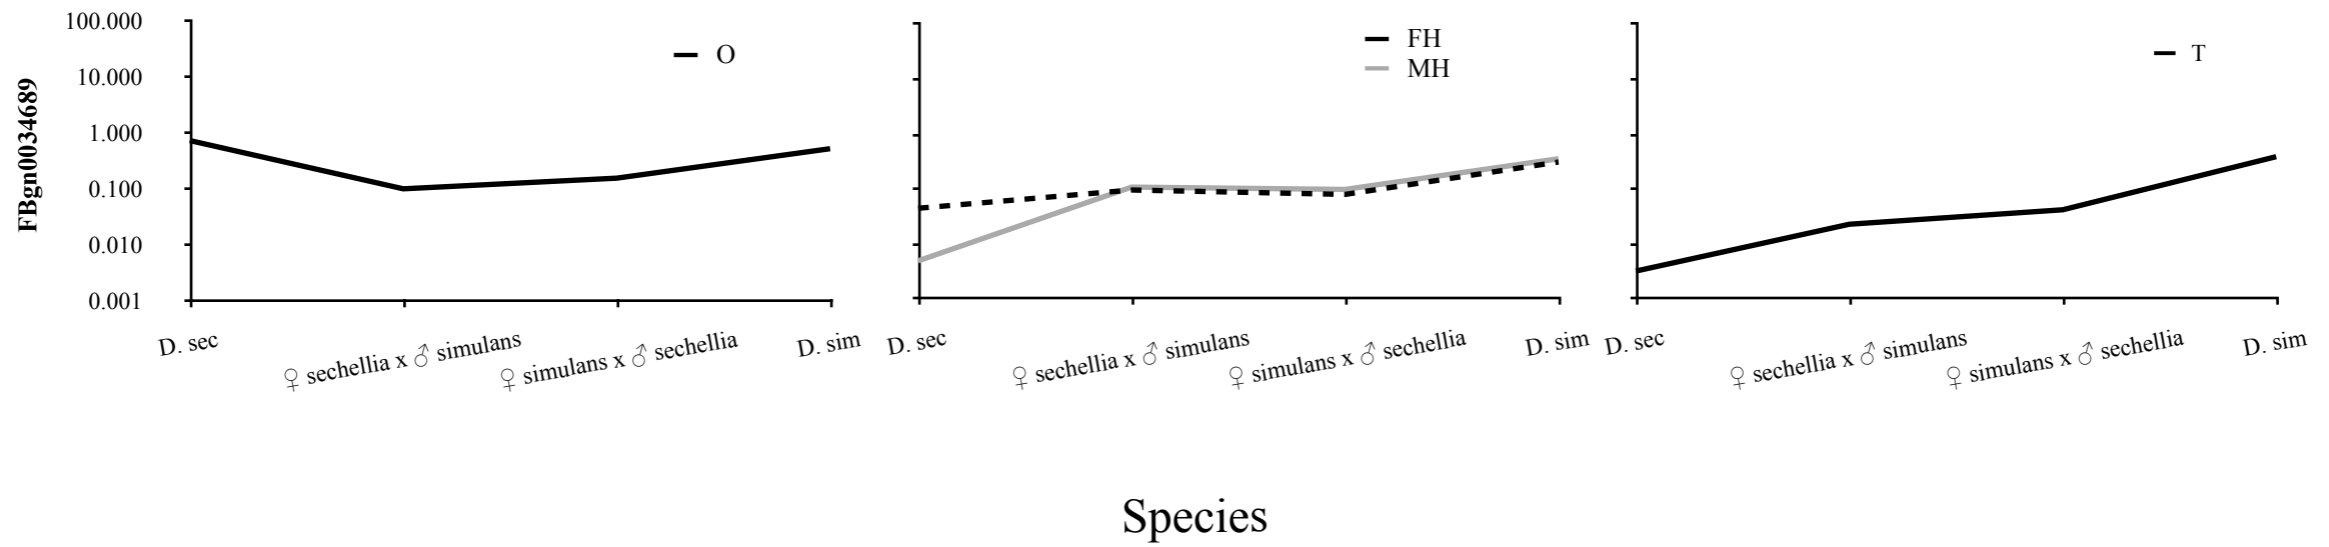 FBgn0034689
100.000
10.000
1.000
0.100
0.010
0.001
O
D. sec
♀ sechellia x ♂ simulans
♀ simulans x ♂ sechellia
D. sim
FH
MH
D. sec
♀ sechellia x ♂ simulans
♀ simulans x ♂ sechellia
D. sim
T
D. sec
♀ sechellia x ♂ simulans
♀ simulans x ♂ sechellia
D. sim
Species